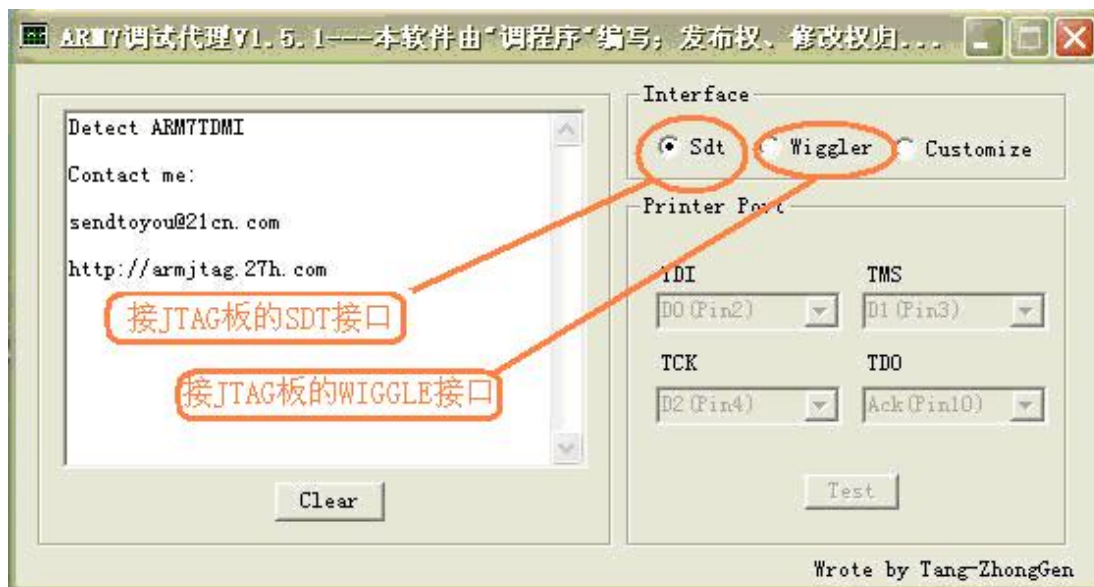 ARM7调试代理V1.5.1---本软件由"调程序"编写；发布权、修改权归...
Detect ARM7TDMI
Contact me:
sendtoyou@21cn.com
http://armjtag.27h.com
接JTAG板的SDT接口
接JTAG板的WIGGLE接口
Clear
Interface
Sdt
Wiggler
Customize
Printer Port
TDI
TMS
D0(Pin2)
D1(Pin3)
TCK
TDO
D2(Pin4)
Ack(Pin10)
Test
Wrote by Tang-ZhongGen